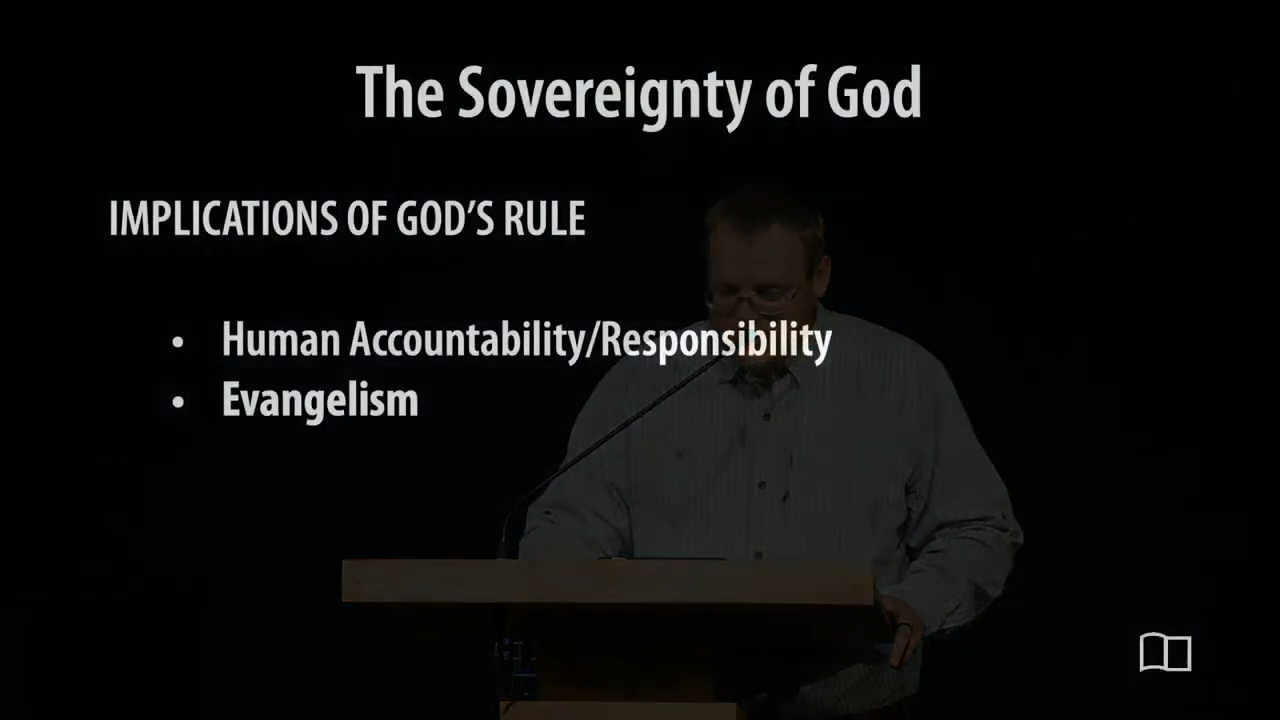 The Sovereignty of God
IMPLICATIONS OF GOD’S RULE
• Human Accountability/Responsibility
• Evangelism